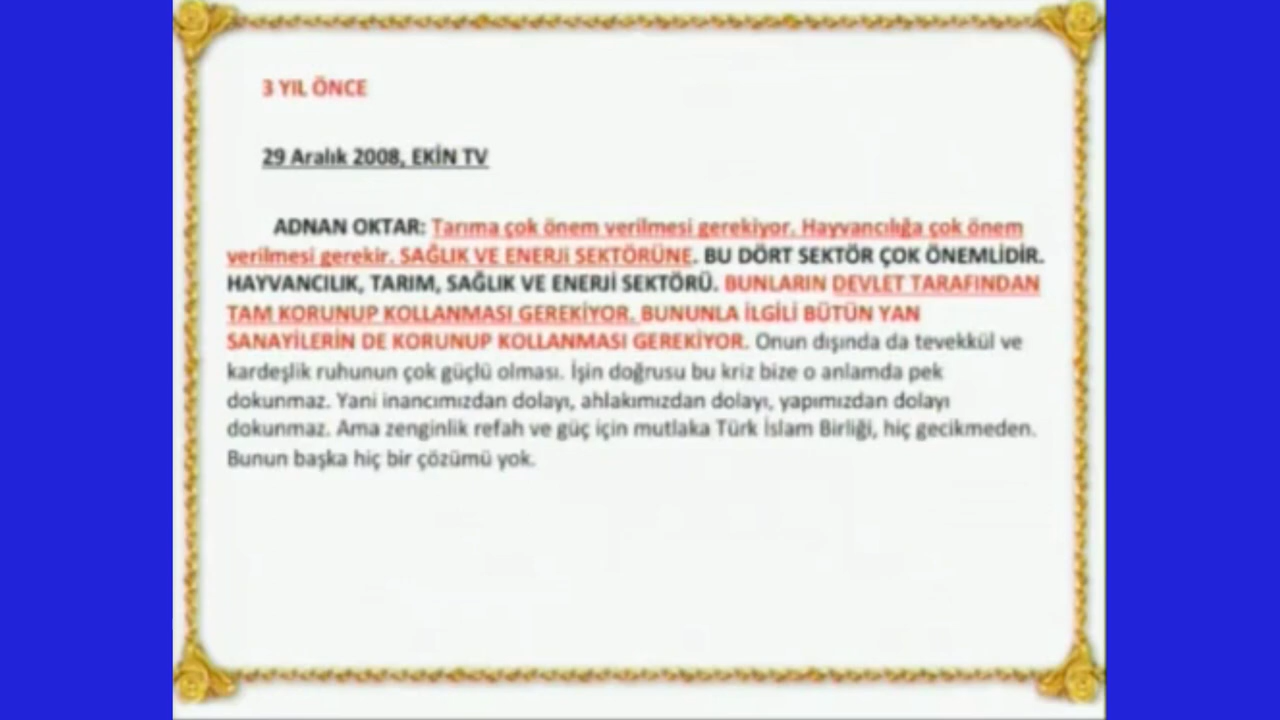 3 YIL ÖNCE
29 Aralık 2008, EKİN TV
ADNAN OKTAR: Tarıma çok önem verilmesi gerekiyor. Hayvancılığa çok önem
verilmesi gerekir. SAĞLIK VE ENERJi SEKTÖRÜNE. BU DÖRT SEKTÖR ÇOK ÖNEMLİDİR.
HAYVANCILIK, TARIM, SAĞLIK VE ENERJİ SEKTÖRÜ. BUNLARIN DEVLET TARAFINDAN
TAM KORUNUP KOLLANMASI GEREKİYOR. BUNUNLA İLGİLİ BÜTÜN YAN
SANAYİLERİN DE KORUNUP KOLLANMASI GEREKİYOR. Onun dışında da tevekkül ve
kardeşlik ruhunun çok güçlü olması. İşin doğrusu bu kriz bize o anlamda pek
dokunmaz. Yani inancımızdan dolayı, ahlakımızdan dolayı, yapımızdan dolayı
dokunmaz. Ama zenginlik refah ve güç için mutlaka Türk İslam Birliği, hiç gecikmeden.
Bunun başka hiç bir çözümü yok.